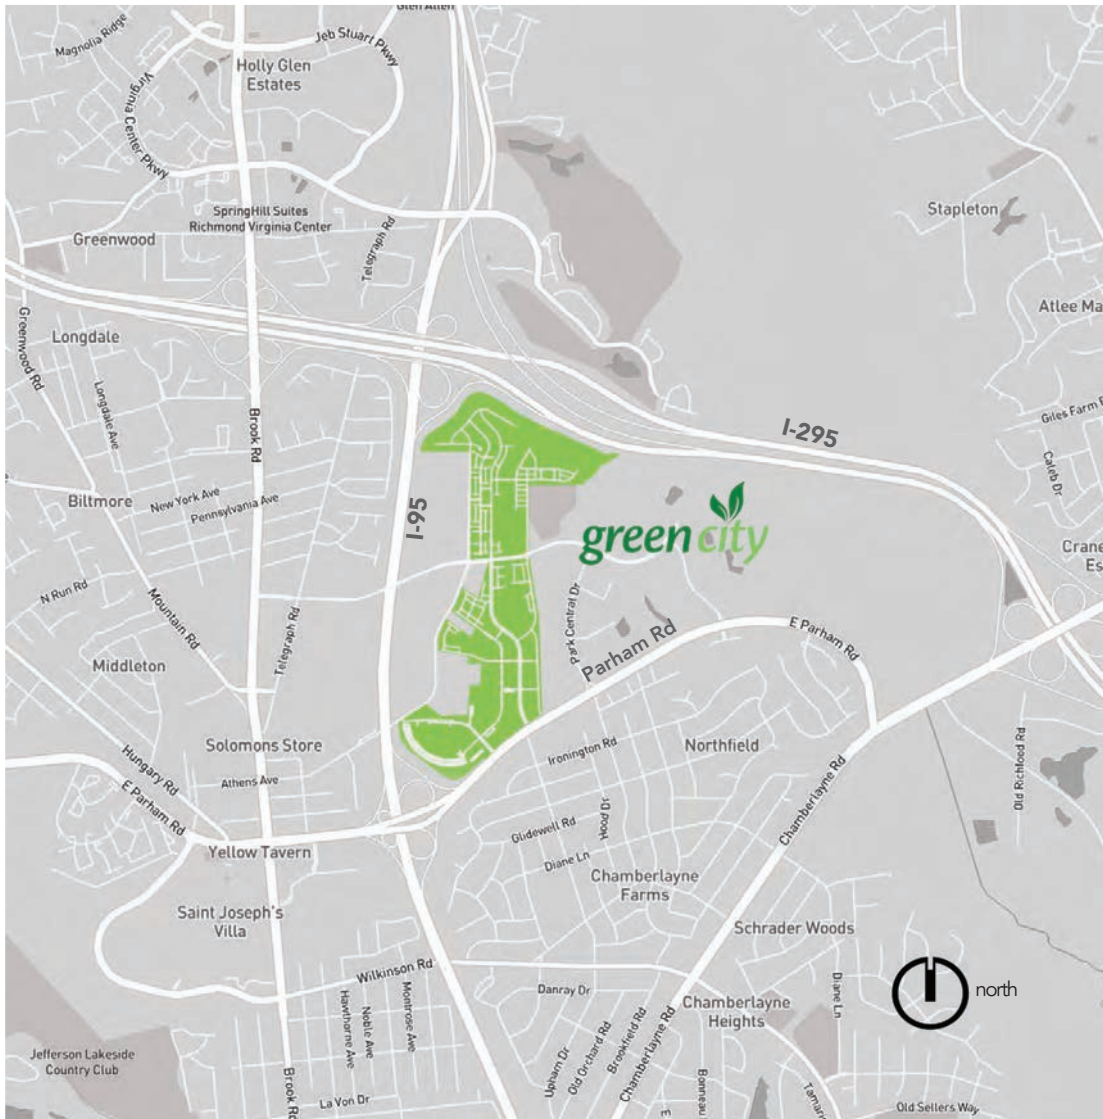 Glen Allen
Magnolia Ridge
Jeb Stuart Pkwy
Holly Glen
Estates
Virginia Center Pkwy
SpringHill Suites
Richmond Virginia Center
Telegraph Rd
Greenwood
Stapleton
Atlee Ma
Longdale
Greenwood Rd
Longdale Ave
Brook Rd
I-295
Giles Farm
Caleb Dr
Biltmore
New York Ave
Pennsylvania Ave
I-95
green city
Crane
Es
N Run Rd
Mountain Rd
Telegraph Rd
Park Central Dr
Parham Rd
E Parham Rd
Middleton
Solomons Store
Athens Ave
Hungary Rd
E Parham Rd
Ironington Rd
Northfield
Old Richfood Rd
Chamberlayne Rd
Glidewell Rd
Hood Dr
Diane Ln
Yellow Tavern
Chamberlayne
Farms
Saint Joseph's
Villa
Schrader Woods
Wilkinson Rd
Diane Ln
north
Danray Dr
Chamberlayne
Heights
Hawthorne Ave
Noble Ave
Montrose Ave
Upham Dr
Old Orchard Rd
Brookfield Rd
Chamberlayne Rd
Jefferson Lakeside
Country Club
Brook Rd
La Von Dr
E
Bonneau
Tamar
Old Sellers Way